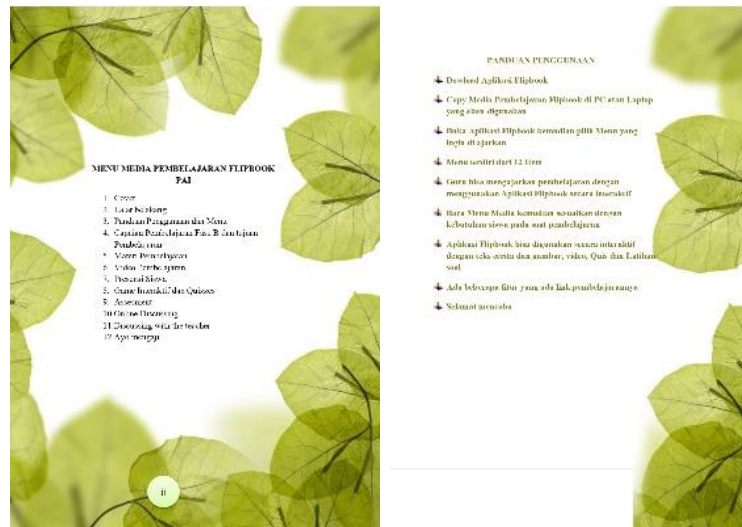 MENU MEDIA PEMBELAJARAN FLIPBOOK
PAI
1. Cover
2. Latar belakang
3. Panduan Penggunaan dan Menu
4. Capaian Pembelajaran Fase B dan tujuan
Pembelajaran
5. Materi Pembelajaran
6. Video Pembelajaran
7. Presensi Siswa
8. Game Interaktif dan Quisses
9. Assesment
10 Online Discussing
11 Discussing with the teacher
12 Ayo mengaji
ii
PANDUAN PENGGUNAAN
Dowload Aplikasi Flipbook
Copy Media Pembelajaran Flipbook di PC atau Laptop
yang akan digunakan
Buka Aplikasi Flipbook kemudian pilih Menu yang
ingin di ajarkan
Menu terdiri dari 12 Item
Guru bisa mengajarkan pembelajaran dengan
menggunakan Aplikasi Flipbook secara interaktif
Baca Menu Media kemudian sesuaikan dengan
kebutuhan siswa pada saat pembelajaran
Aplikasi Flipbook bisa digunakan secara interaktif
dengan teks cerita dan gambar, video, Quis dan Latihan
soal
Ada beberapa fitur yang ada link pembelajarannya
Selamat mencoba